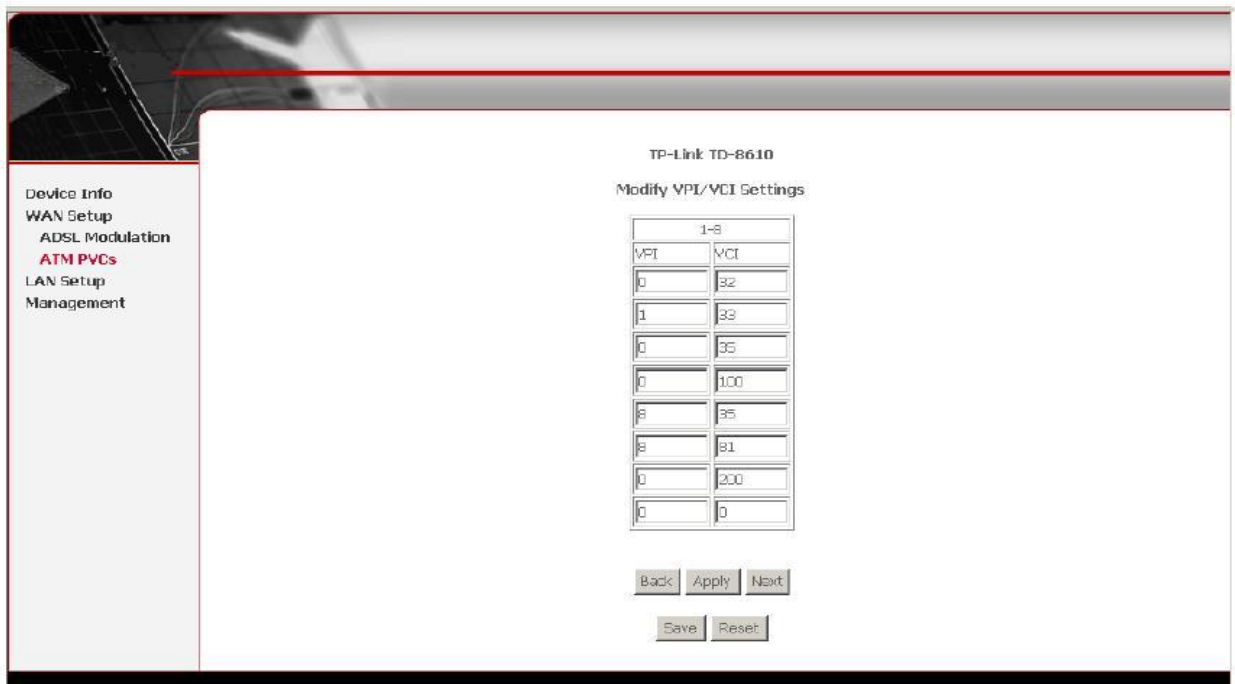 TP-Link TD-8610
Modify VPI/VCI Settings
Device Info
WAN Setup
ADSL Modulation
ATM PVCs
LAN Setup
Management
1-8
VPI VCI
0 32
1 33
0 35
0 100
8 35
8 81
0 200
0 0
Back Apply Next
Save Reset